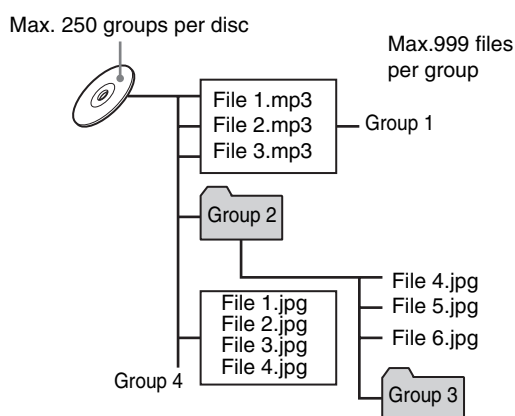 Max. 250 groups per disc
Max.999 files
per group
File 1.mp3
File 2.mp3
File 3.mp3
Group 1
Group 2
File 4.jpg
File 5.jpg
File 6.jpg
Group 3
File 1.jpg
File 2.jpg
File 3.jpg
File 4.jpg
Group 4